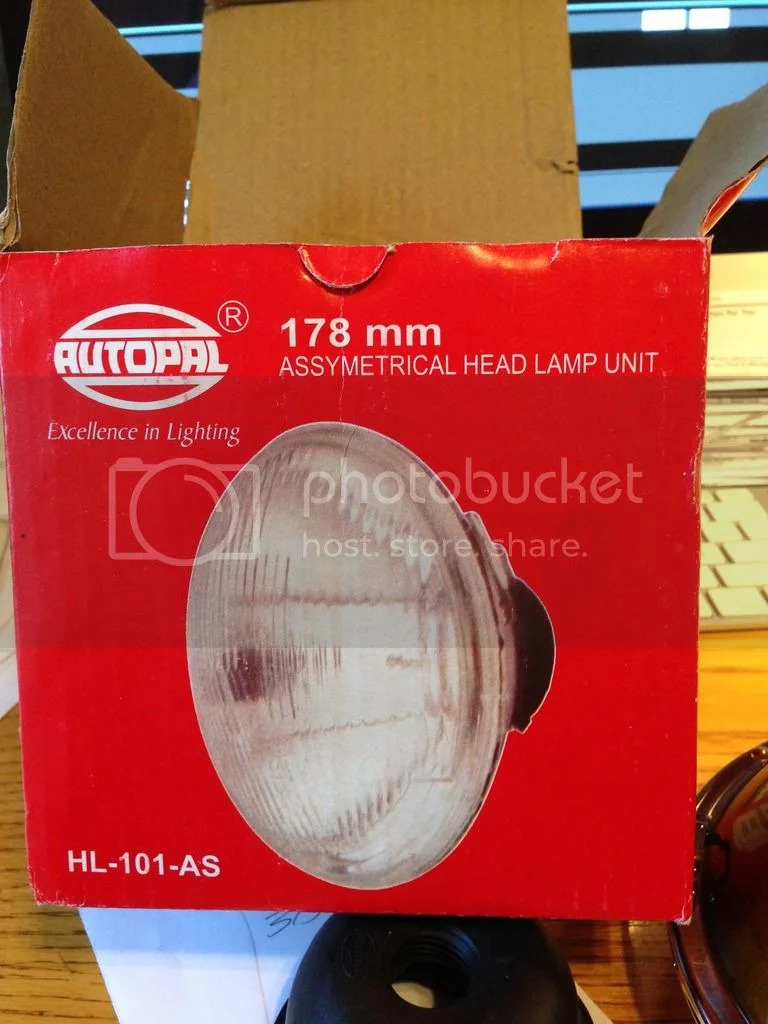 AUTOPAL ®
Excellence in Lighting
178 mm
ASSYMETRICAL HEAD LAMP UNIT
photobucket
host. store. share.
HL-101-AS